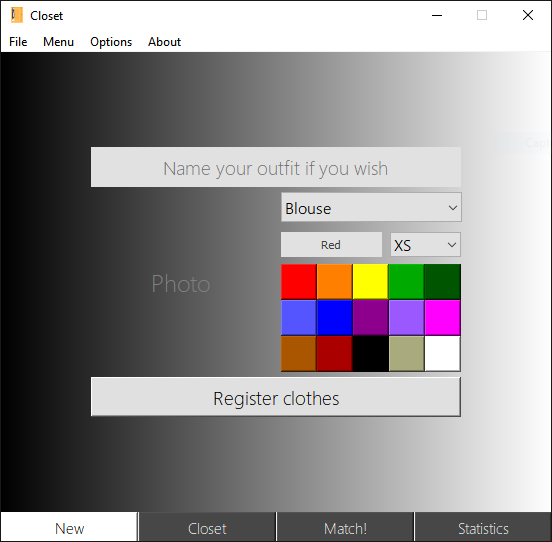 Closet
File Menu Options About
Name your outfit if you wish
Blouse
Red XS
Photo
Register clothes
New Closet Match! Statistics